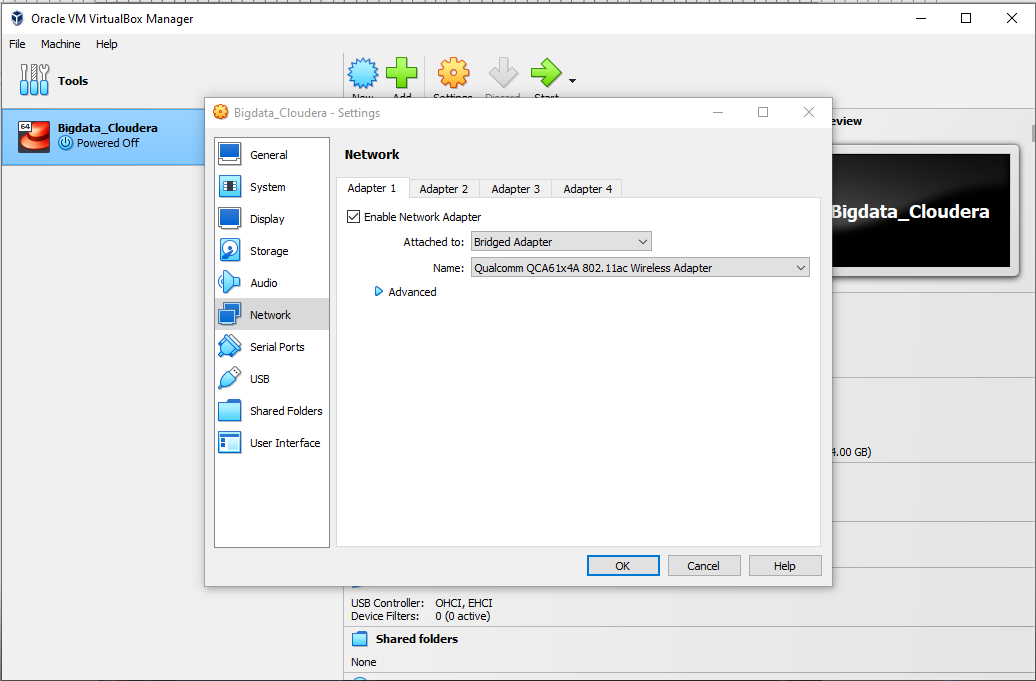 Oracle VM VirtualBox Manager
File Machine Help
Tools
New Add Settings Discard Start
64
Bigdata_Cloudera
Powered Off
Bigdata_Cloudera - Settings
General
System
Display
Storage
Audio
Network
Serial Ports
USB
Shared Folders
User Interface
Network
Adapter 1 Adapter 2 Adapter 3 Adapter 4
Enable Network Adapter
Attached to: Bridged Adapter
Name: Qualcomm QCA61x4A 802.11ac Wireless Adapter
Advanced
OK Cancel Help
eview
Bigdata_Cloudera
4.00 GB)
USB Controller: OHCI, EHCI
Device Filters: 0 (0 active)
Shared folders
None